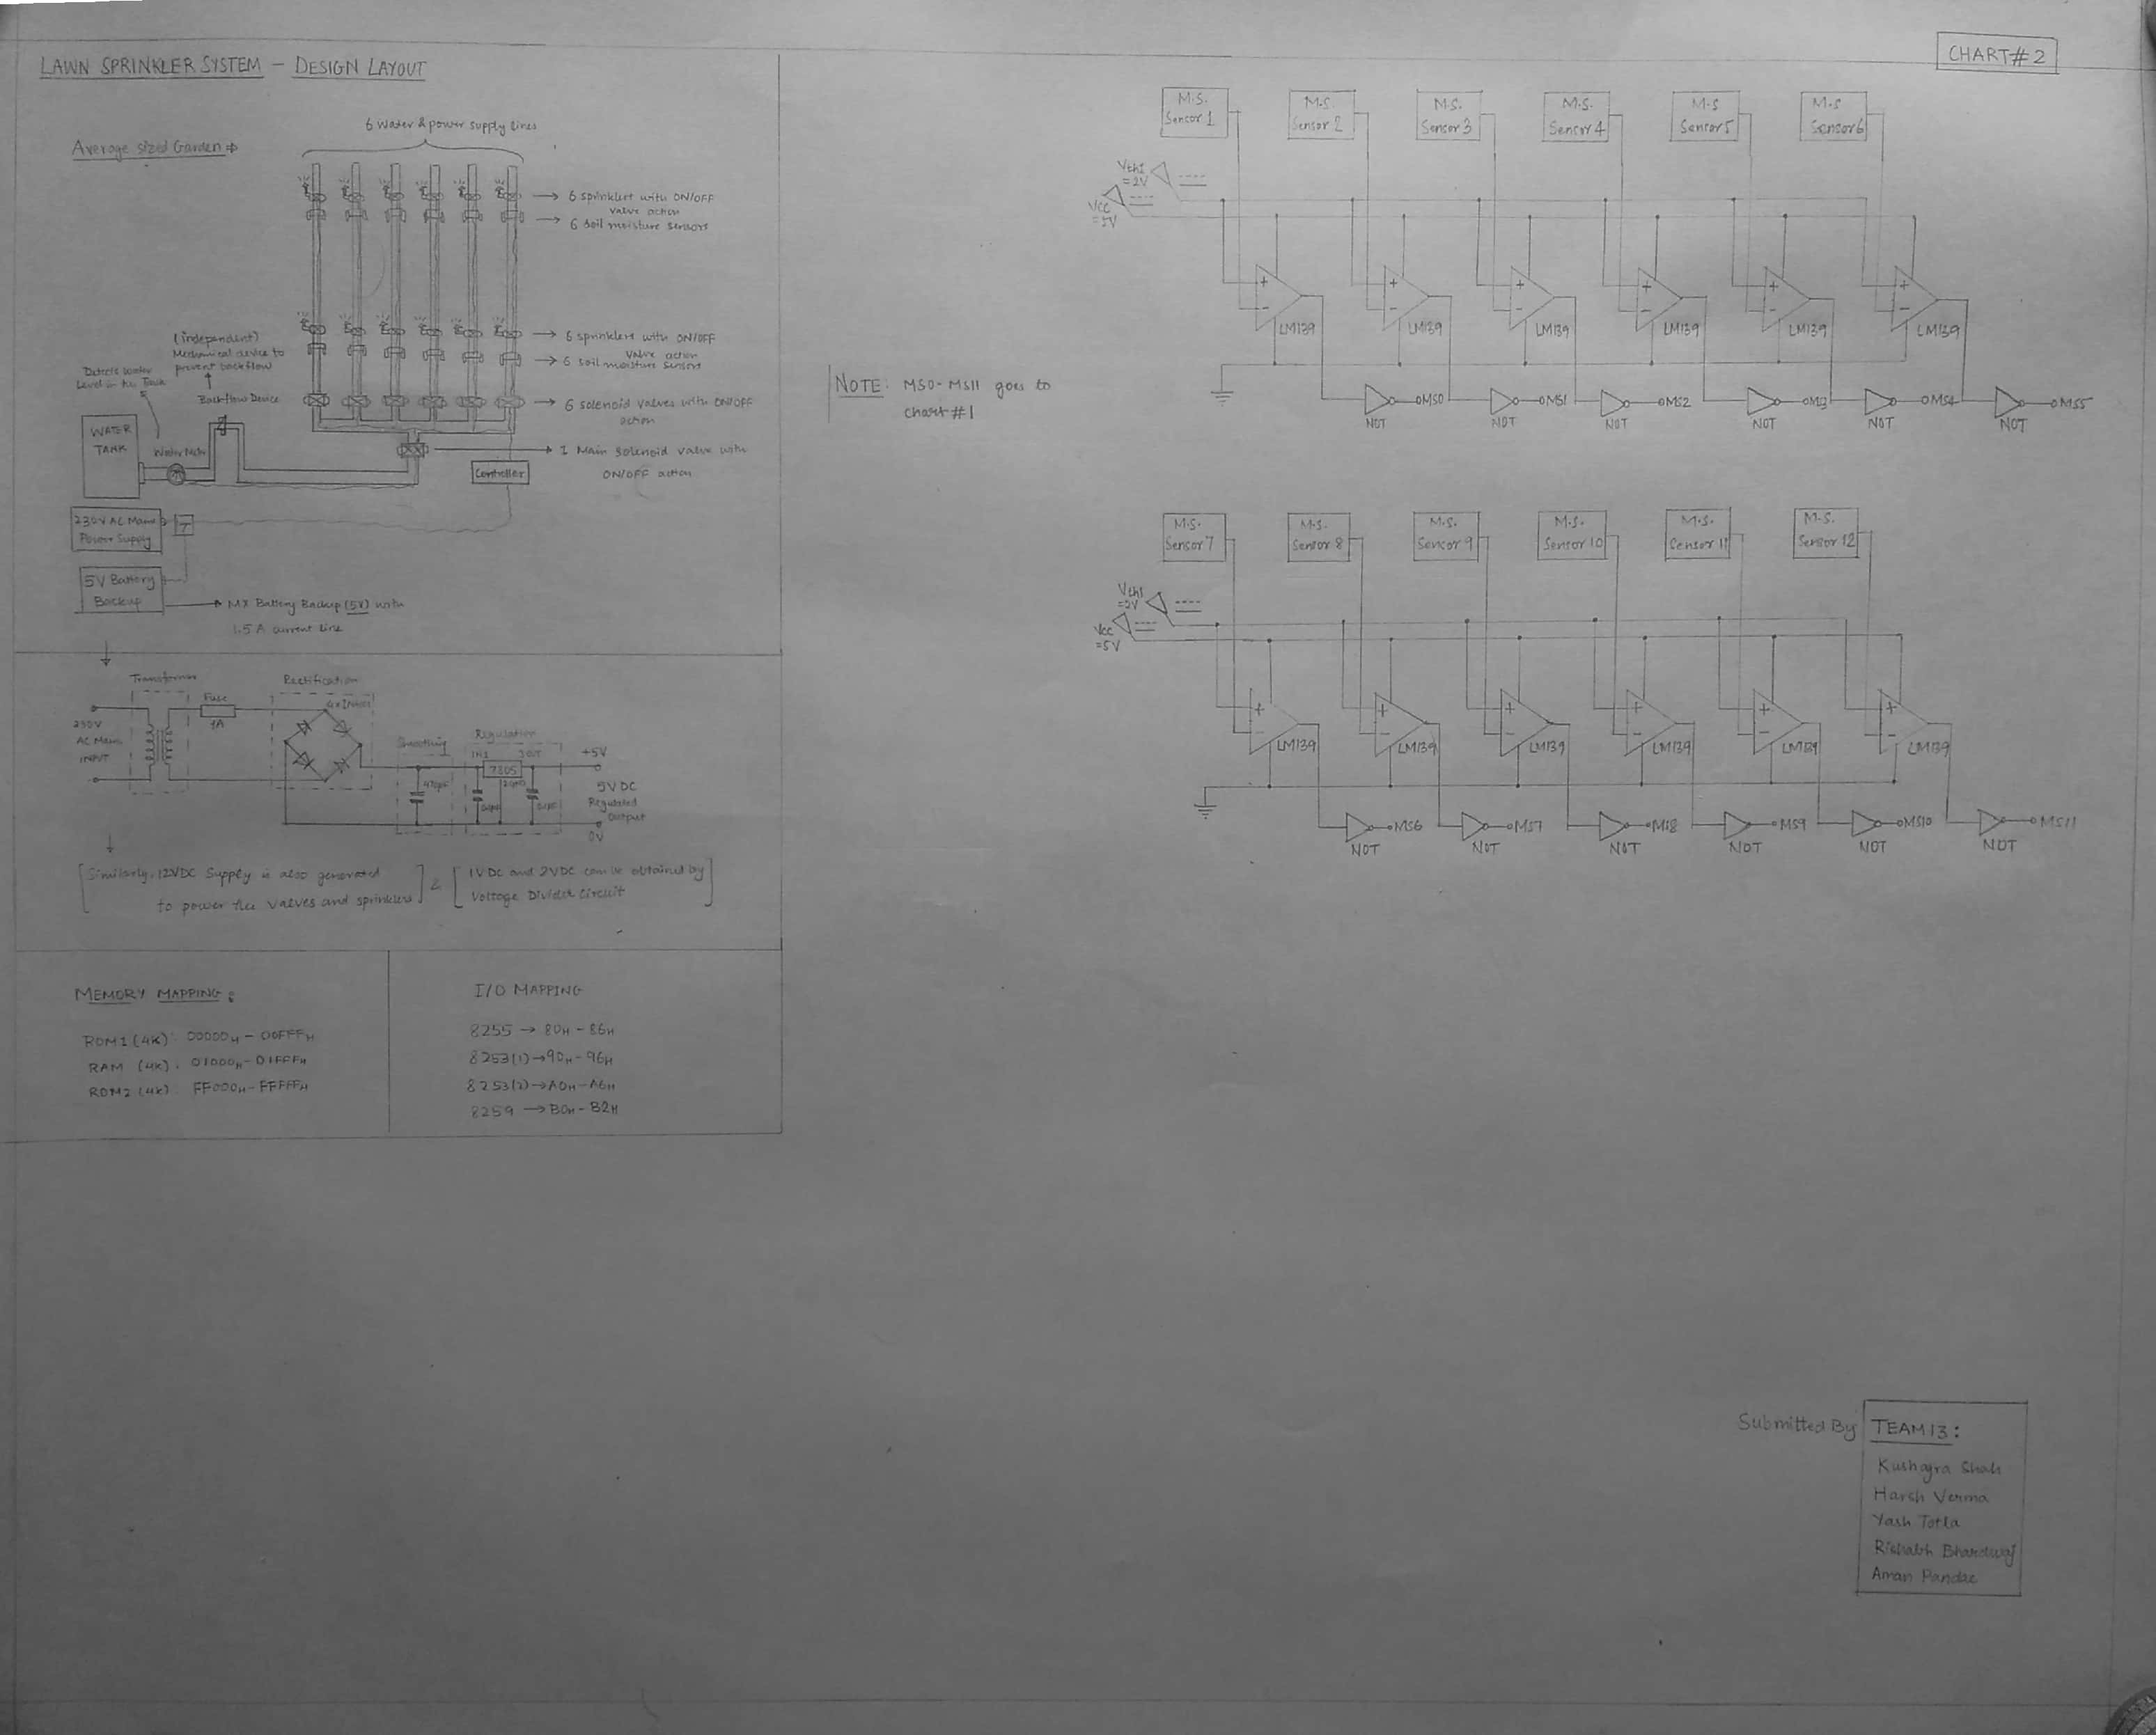 LAWN SPRINKLER SYSTEM - DESIGN LAYOUT
CHART#2
6 Water & power supply lines
Average sized Garden ⇒
→ 6 sprinklers with ON/OFF
valve action
→ 6 soil moisture sensors
→ 6 sprinklers with ON/OFF
valve action
→ 6 soil moisture sensors
→ 6 solenoid valves with ON/OFF
action
→ 1 Main solenoid valve with
ON/OFF action
(independent)
Mechanical device to
prevent backflow
Detects water
Level in the Tank
Backflow Device
WATER
TANK
Water Meter
Controller
230V AC Mains
Power Supply
T
5V Battery
Backup
→ MX Battery Backup (5V) with
1.5 A current line
Transformer
Fuse
1A
Rectification
230V
AC Mains
INPUT
Smoothing
470µF
Regulation
IN 1
3 OUT
7805
+5V
5V DC
Regulated
Output
0V
[Similarly, 12VDC Supply is also generated
to power the valves and sprinklers]
&
[1VDC and 2VDC can be obtained by
Voltage Divider Circuit]
MEMORY MAPPING:
ROM1 (4K): 00000H - 00FFFH
RAM (4K): 01000H - 01FFFH
ROM2 (4K): FF000H - FFFFFH
I/O MAPPING
8255 → 80H - 86H
8253(1) → 90H - 96H
8253(2) → A0H - A6H
8259 → B0H - B2H
NOTE: MS0-MS11 goes to
chart #1
M.S. Sensor 1
M.S Sensor 2
M.S. Sensor 3
M.S. Sensor 4
M.S Sensor 5
M.S Sensor 6
Vth1
=2V
Vcc
=5V
+ + + + + +
- - - - - -
LM139 LM139 LM139 LM139 LM139 LM139
MS0 MS1 MS2 MS3 MS4 MS5
NOT NOT NOT NOT NOT NOT
M.S. Sensor 7
M.S. Sensor 8
M.S. Sensor 9
M.S. Sensor 10
M.S. Sensor 11
M.S. Sensor 12
Vth1
=2V
Vcc
=5V
+ + + + + +
- - - - - -
LM139 LM139 LM139 LM139 LM139 LM139
MS6 MS7 MS8 MS9 MS10 MS11
NOT NOT NOT NOT NOT NOT
Submitted By
TEAM 13:
Kushagra Shah
Harsh Verma
Yash Totla
Rishabh Bhardwaj
Aman Pandae